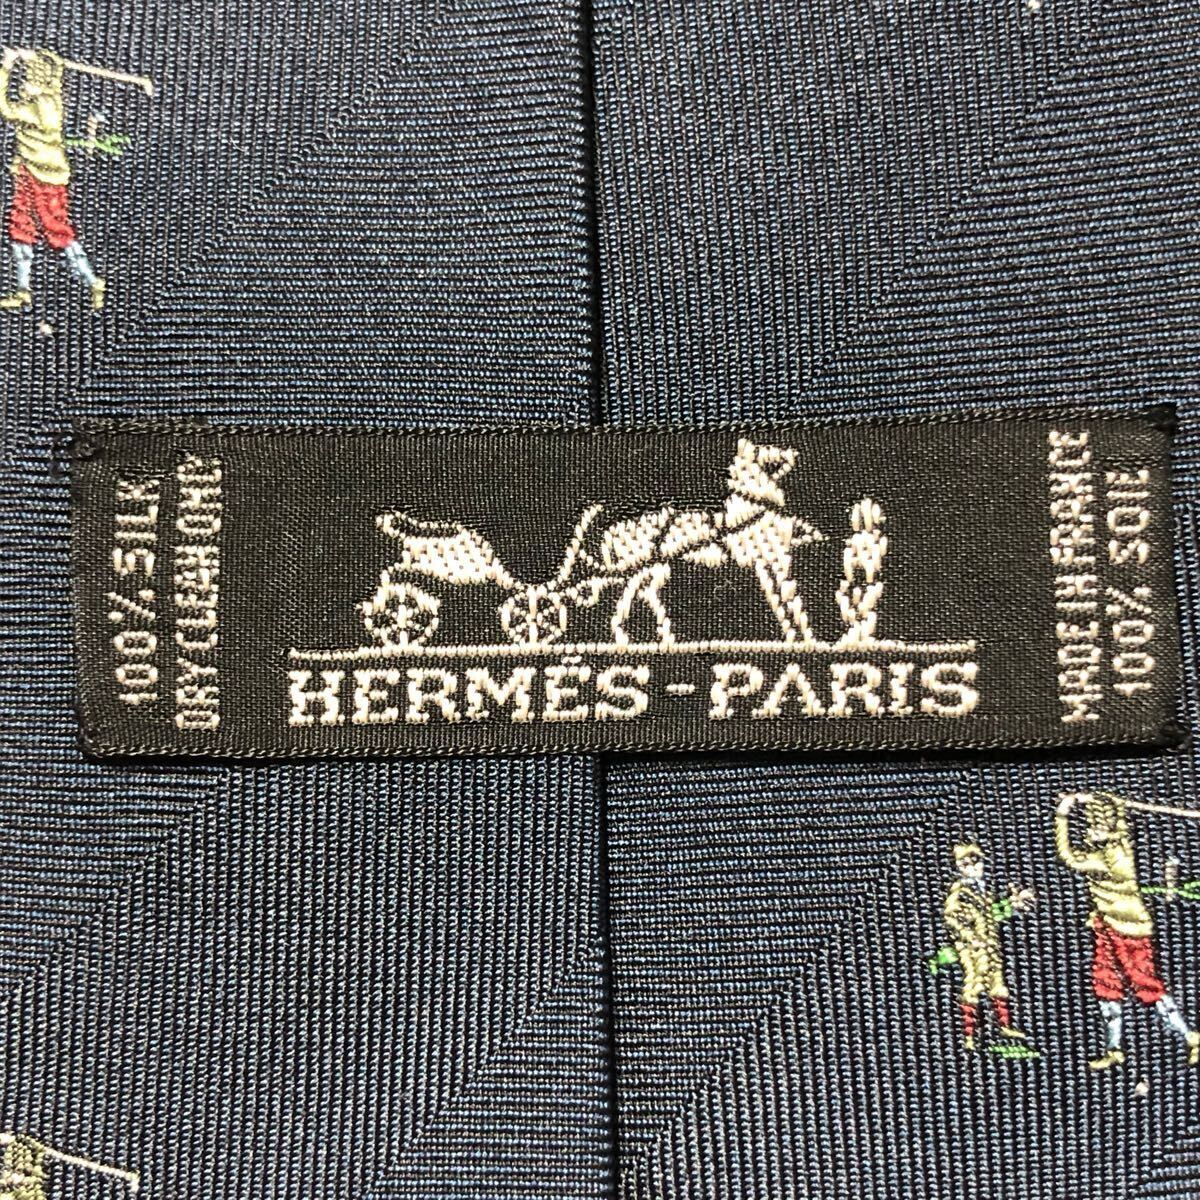 100% SILK
DRY CLEAN ONLY
HERMÈS-PARIS
MADE IN FRANCE
100% SOIE